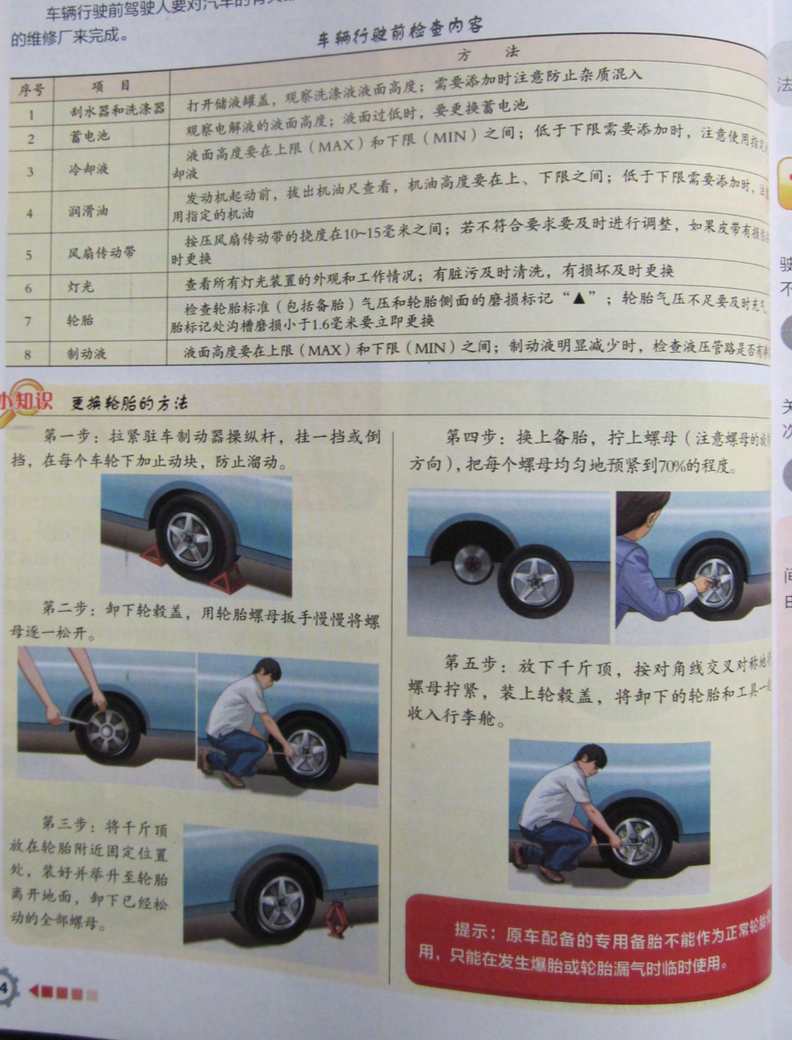 车辆行驶前驾驶人要对汽车的
的维修厂来完成。
车辆行驶前检查内容
序号 项 目 方 法
1 刮水器和洗涤器 打开储液罐盖，观察洗涤液液面高度；需要添加时注意防止杂质混入
2 蓄电池 观察电解液的液面高度；液面过低时，要更换蓄电池
3 冷却液 液面高度要在上限（MAX）和下限（MIN）之间；低于下限需要添加时，注意使用指定
却液
4 润滑油 发动机起动前，拔出机油尺查看，机油高度要在上、下限之间；低于下限需要添加时，
用指定的机油
5 风扇传动带 按压风扇传动带的挠度在10~15毫米之间；若不符合要求要及时进行调整，如果皮带有损
时更换
6 灯光 查看所有灯光装置的外观和工作情况；有脏污及时清洗，有损坏及时更换
7 轮胎 检查轮胎标准（包括备胎）气压和轮胎侧面的磨损标记“▲”；轮胎气压不足要及时充气，
胎标记处沟槽磨损小于1.6毫米要立即更换
8 制动液 液面高度要在上限（MAX）和下限（MIN）之间；制动液明显减少时，检查液压管路是否有
小知识 更换轮胎的方法
第一步：拉紧驻车制动器操纵杆，挂一挡或倒
挡，在每个车轮下加止动块，防止溜动。
第二步：卸下轮毂盖，用轮胎螺母扳手慢慢将螺
母逐一松开。
第三步：将千斤顶
放在轮胎附近固定位置
处，装好并举升至轮胎
离开地面，卸下已经松
动的全部螺母。
第四步：换上备胎，拧上螺母（注意螺母的
方向），把每个螺母均匀地预紧到70%的程度。
第五步：放下千斤顶，按对角线交叉对称地
螺母拧紧，装上轮毂盖，将卸下的轮胎和工具一
收入行李舱。
提示：原车配备的专用备胎不能作为正常轮胎
用，只能在发生爆胎或轮胎漏气时临时使用。
4
法
驶
不
关
次
间